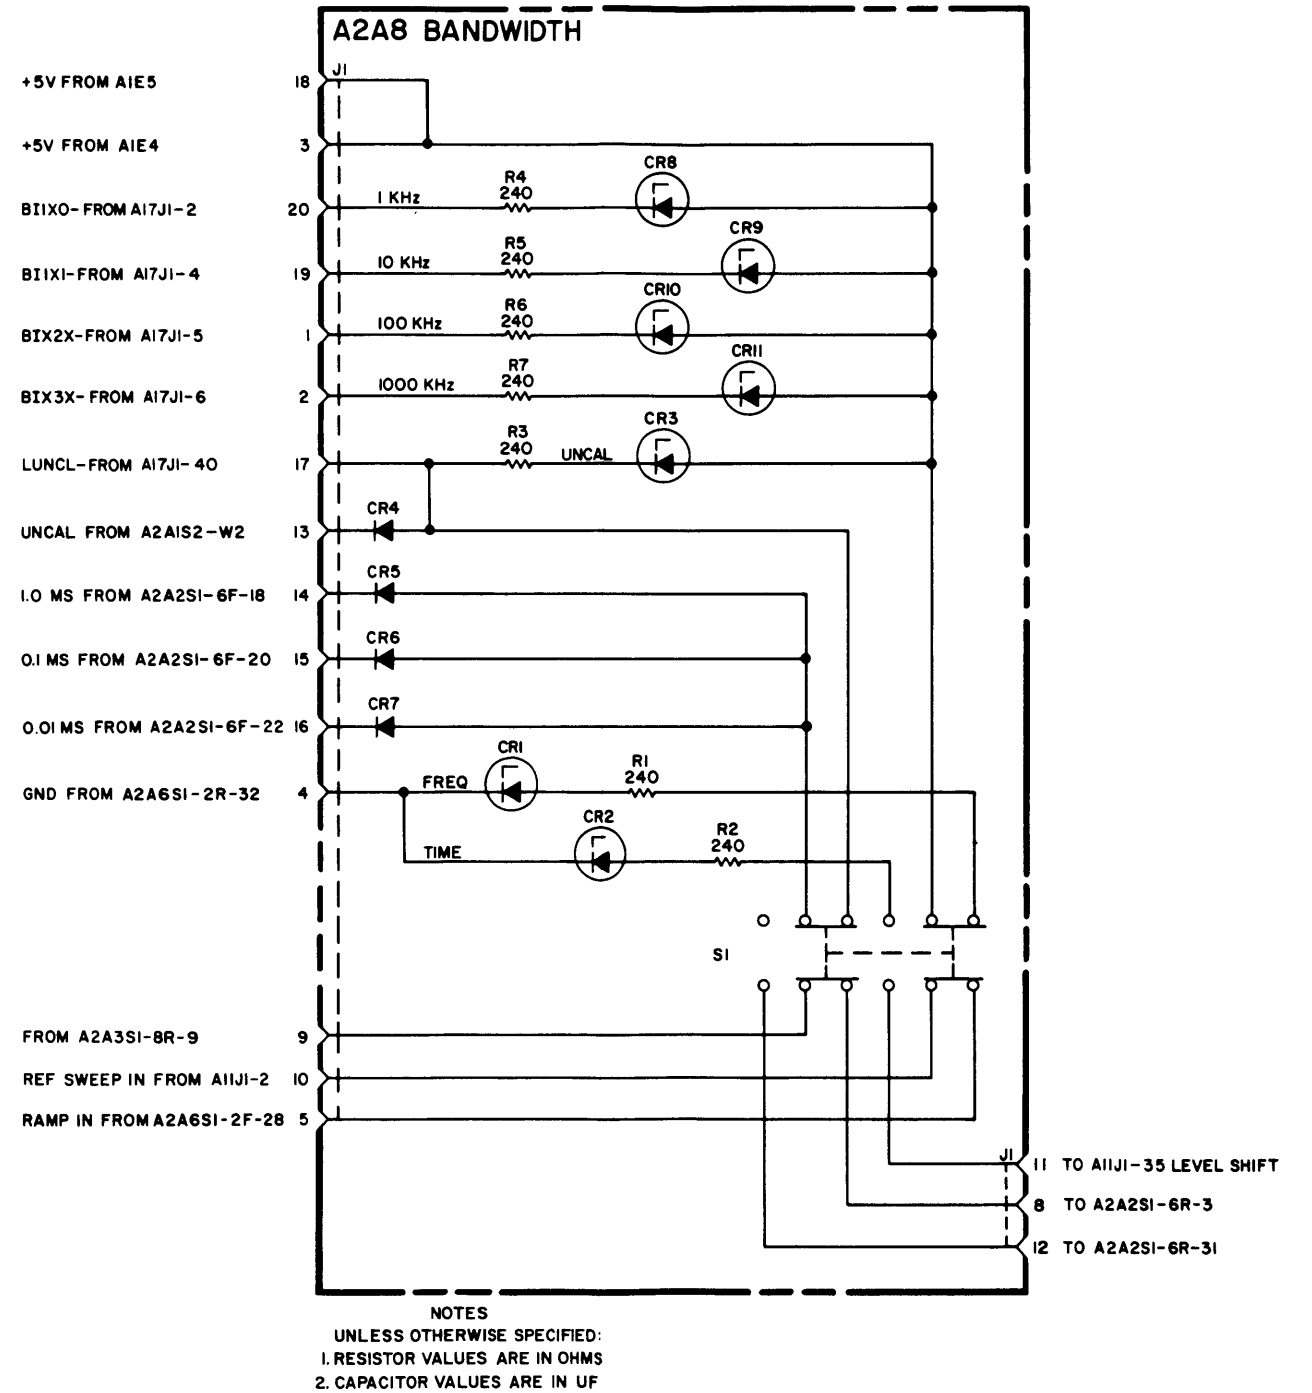 A2A8 BANDWIDTH
J1
+5V FROM A1E5 18
+5V FROM A1E4 3
CR8
R4
240
1 KHz
BI1X0-FROM A17J1-2 20
CR9
R5
240
10 KHz
BI1X1-FROM A17J1-4 19
CR10
R6
240
100 KHz
BIX2X-FROM A17J1-5 1
CR11
R7
240
1000 KHz
BIX3X-FROM A17J1-6 2
CR3
R3
240
UNCAL
LUNCL-FROM A17J1-40 17
CR4
UNCAL FROM A2A1S2-W2 13
CR5
1.0 MS FROM A2A2S1-6F-18 14
CR6
0.1 MS FROM A2A2S1-6F-20 15
CR7
0.01 MS FROM A2A2S1-6F-22 16
CR1
R1
240
FREQ
GND FROM A2A6S1-2R-32 4
CR2
R2
240
TIME
S1
FROM A2A3S1-8R-9 9
REF SWEEP IN FROM A11J1-2 10
RAMP IN FROM A2A6S1-2F-28 5
J1
11 TO A11J1-35 LEVEL SHIFT
8 TO A2A2S1-6R-3
12 TO A2A2S1-6R-31
NOTES
UNLESS OTHERWISE SPECIFIED:
1. RESISTOR VALUES ARE IN OHMS
2. CAPACITOR VALUES ARE IN UF